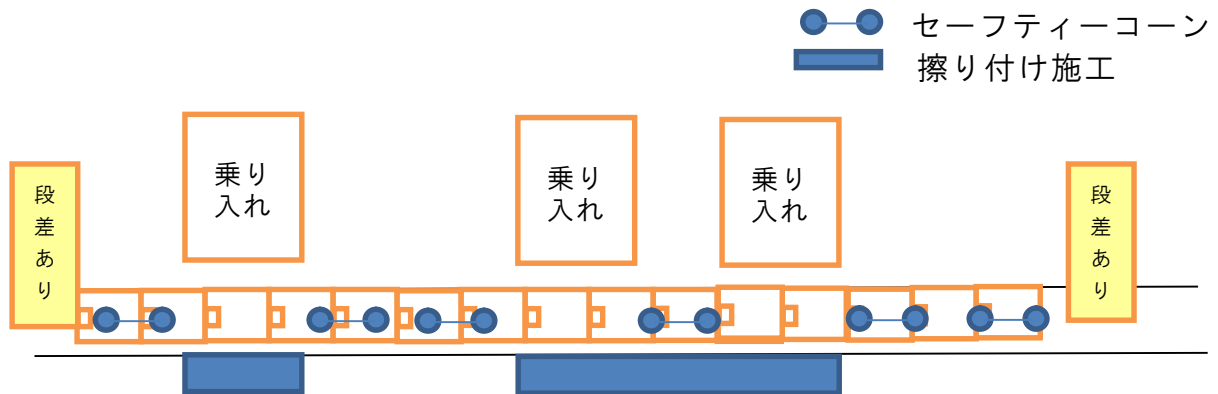 セーフティーコーン
擦り付け施工
乗り
入れ
乗り
入れ
乗り
入れ
段差あり
段差あり